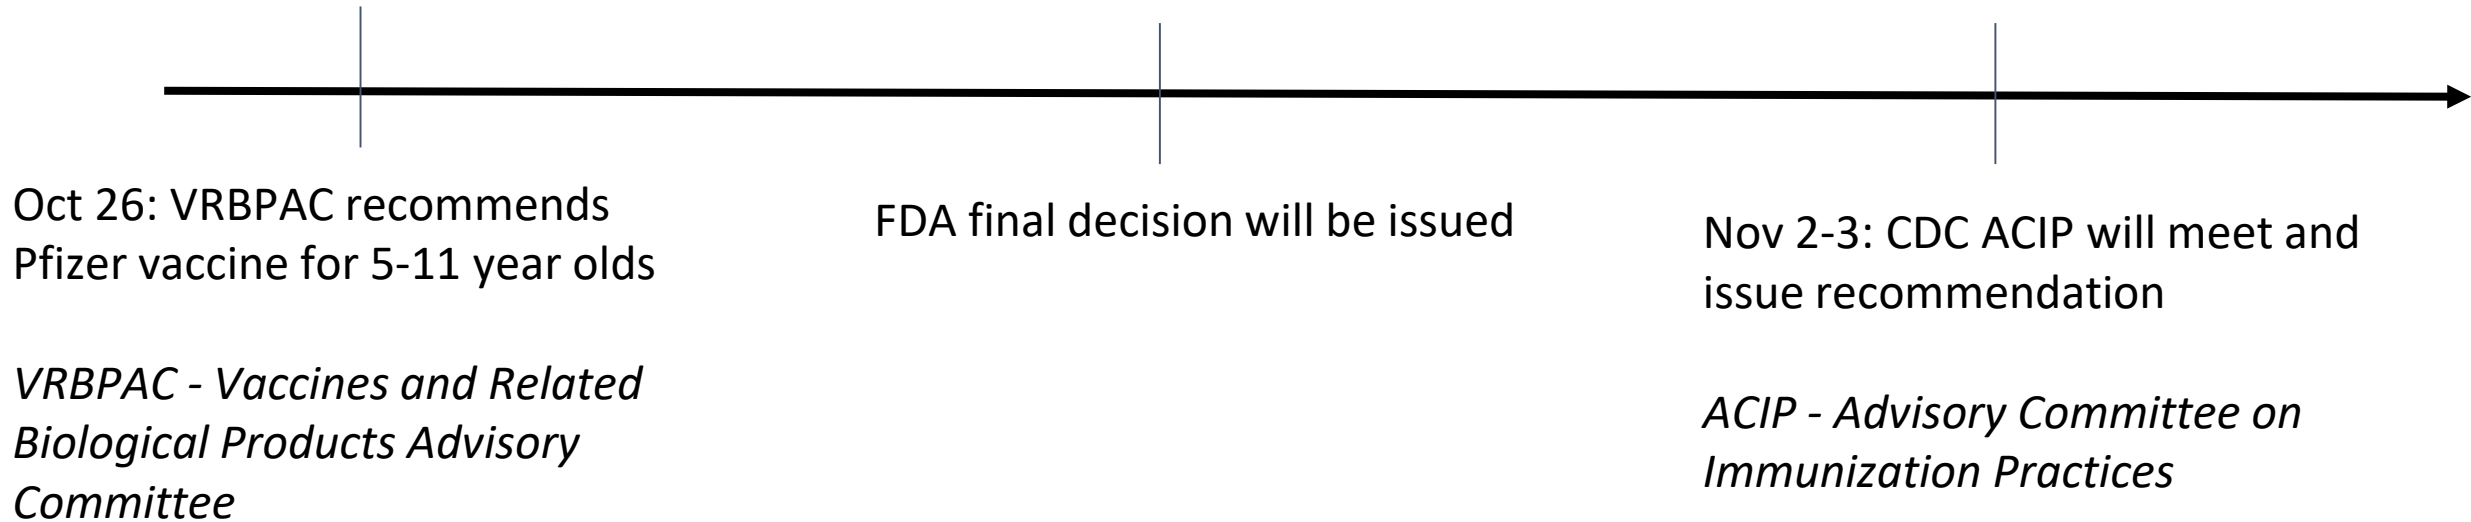 Oct 26: VRBPAC recommends
Pfizer vaccine for 5-11 year olds
VRBPAC - Vaccines and Related
Biological Products Advisory
Committee
FDA final decision will be issued
Nov 2-3: CDC ACIP will meet and
issue recommendation
ACIP - Advisory Committee on
Immunization Practices